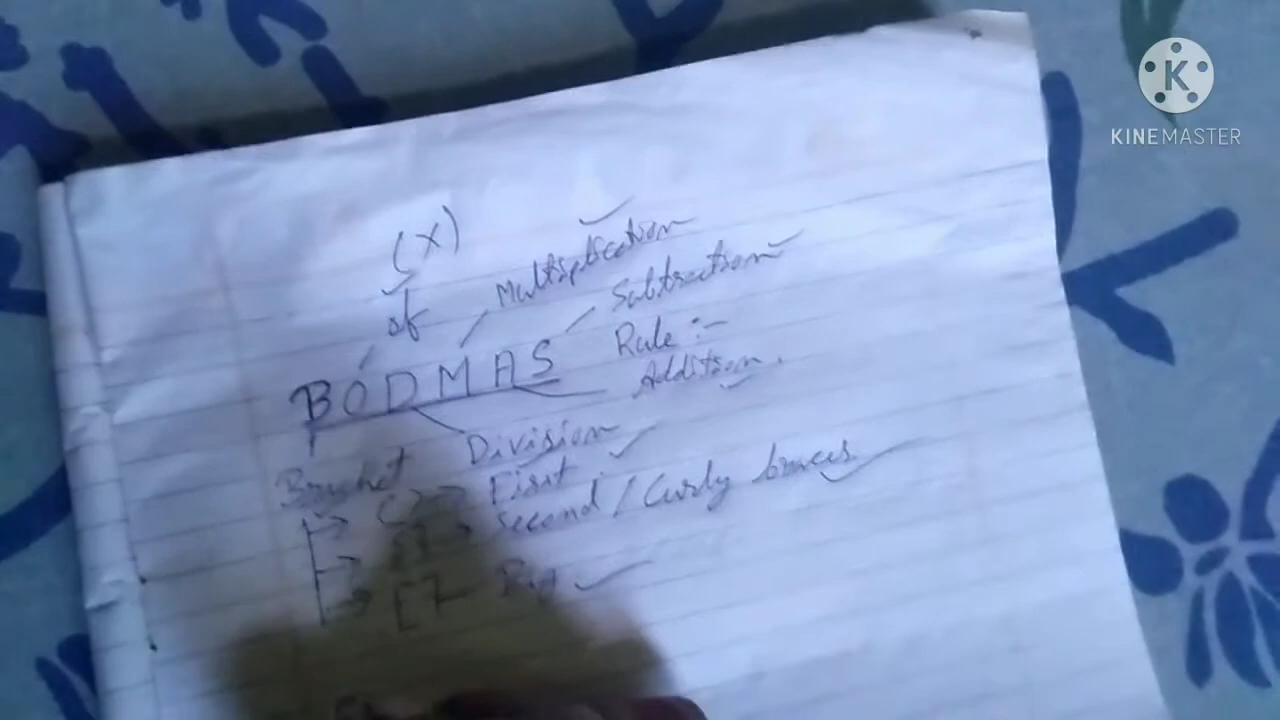 (X)
of Multiplication
Subtraction
BODMAS Rule :-
Addition.
Bracket Division
→ ( ) → First
→ { } → Second / Curly braces
→ [ ]
K
KINEMASTER